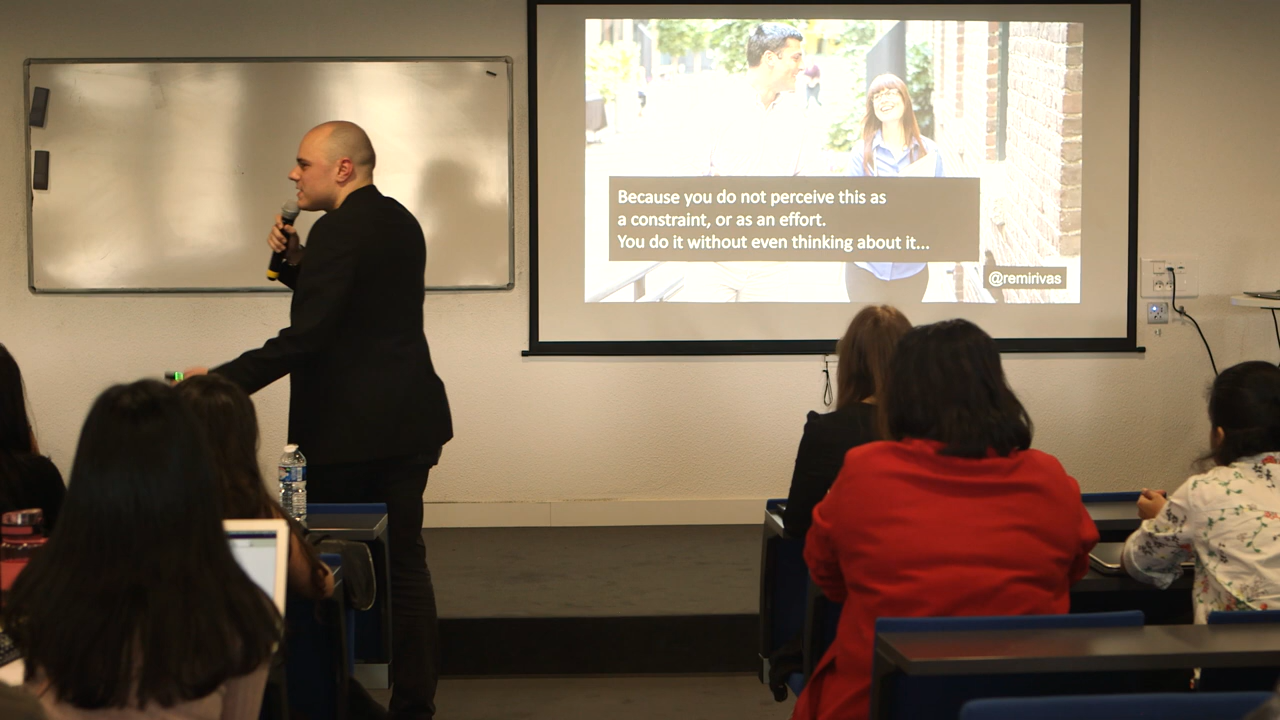 Because you do not perceive this as
a constraint, or as an effort.
You do it without even thinking about it...
@remirivas